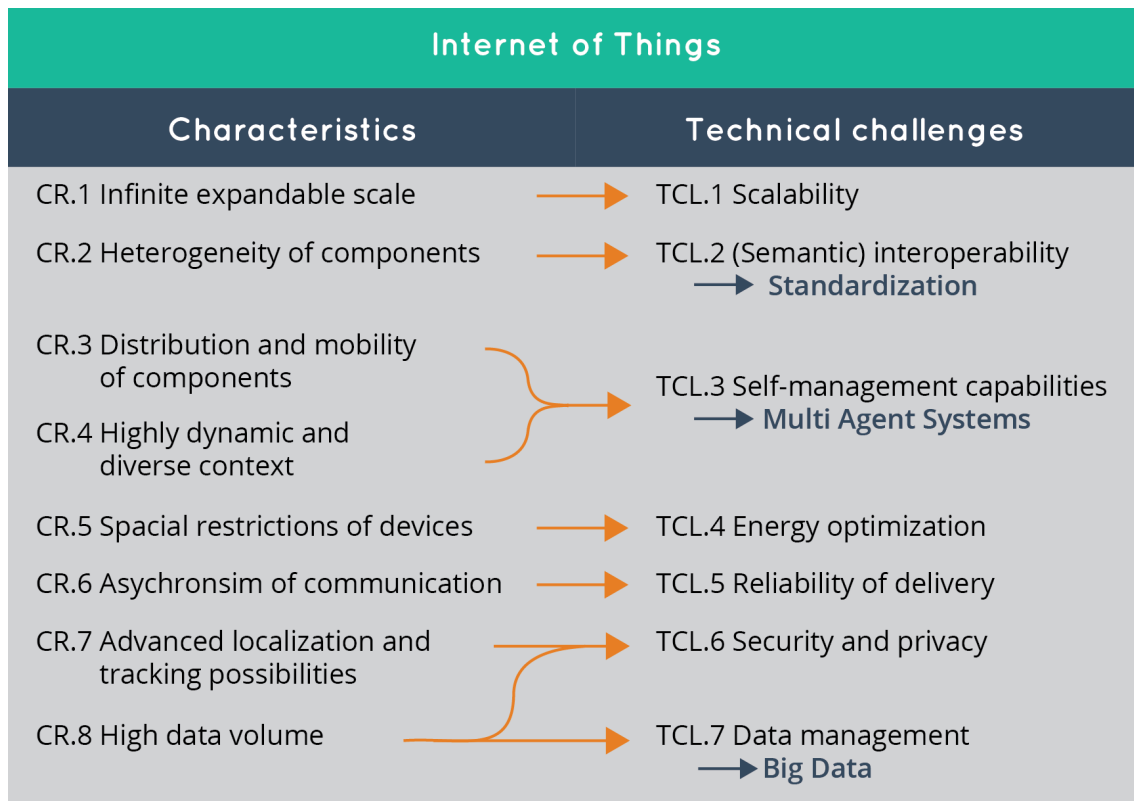 Internet of Things
Characteristics
Technical challenges
CR.1 Infinite expandable scale
TCL.1 Scalability
CR.2 Heterogeneity of components
TCL.2 (Semantic) interoperability
Standardization
CR.3 Distribution and mobility
of components
CR.4 Highly dynamic and
diverse context
TCL.3 Self-management capabilities
Multi Agent Systems
CR.5 Spacial restrictions of devices
TCL.4 Energy optimization
CR.6 Asychronsim of communication
TCL.5 Reliability of delivery
CR.7 Advanced localization and
tracking possibilities
TCL.6 Security and privacy
CR.8 High data volume
TCL.7 Data management
Big Data